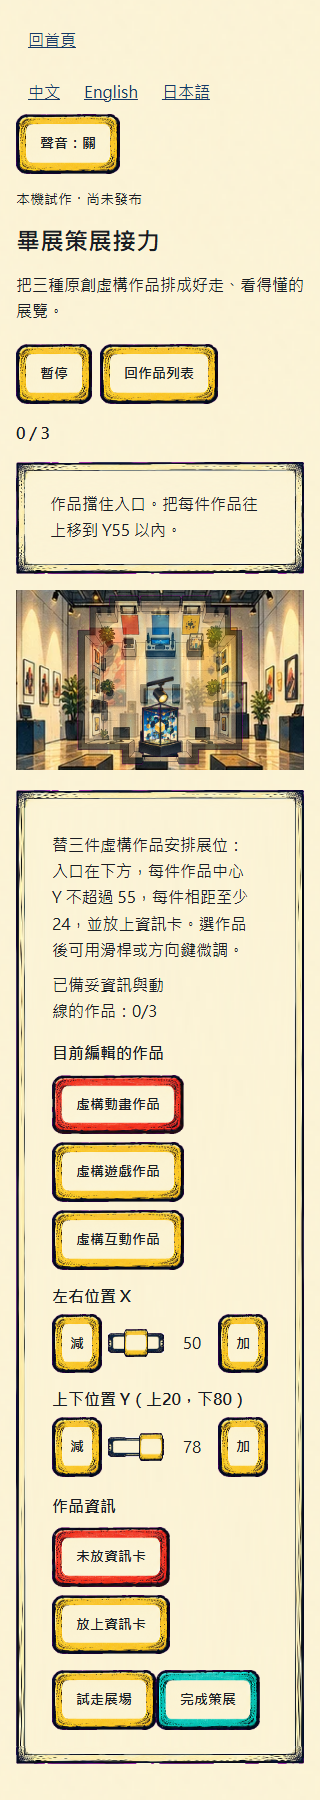 回首頁
中文 English 日本語
聲音：關
本機試作・尚未發布
畢展策展接力
把三種原創虛構作品排成好走、看得懂的
展覽。
暫停 回作品列表
0 / 3
作品擋住入口。把每件作品往
上移到 Y55 以內。
替三件虛構作品安排展位：
入口在下方，每件作品中心
Y 不超過 55，每件相距至少
24，並放上資訊卡。選作品
後可用滑桿或方向鍵微調。
已備妥資訊與動
線的作品：0/3
目前編輯的作品
虛構動畫作品
虛構遊戲作品
虛構互動作品
左右位置 X
減 50 加
上下位置 Y（上20，下80）
減 78 加
作品資訊
未放資訊卡
放上資訊卡
試走展場 完成策展